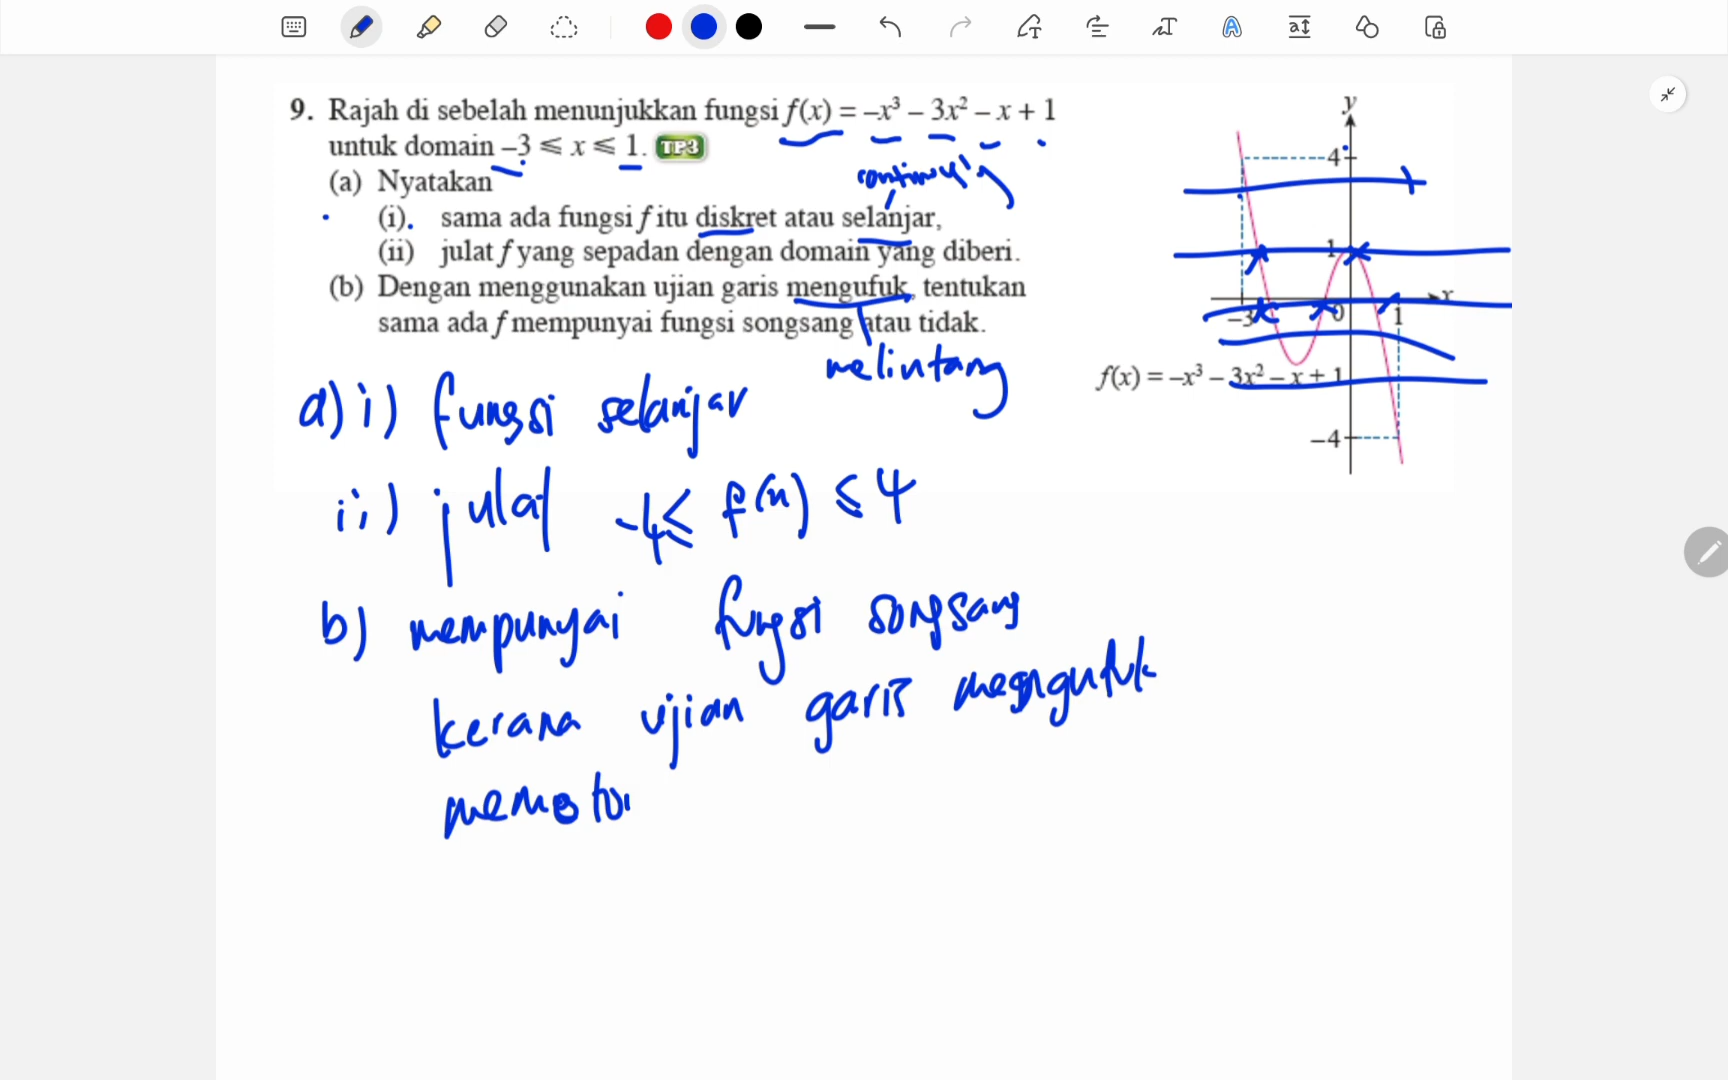 9. Rajah di sebelah menunjukkan fungsi f(x) = –x³ – 3x² – x + 1
untuk domain –3 ⩽ x ⩽ 1. TP3
continuous
(a) Nyatakan
(i). sama ada fungsi f itu diskret atau selanjar,
(ii) julat f yang sepadan dengan domain yang diberi.
(b) Dengan menggunakan ujian garis mengufuk, tentukan
sama ada f mempunyai fungsi songsang atau tidak.
melintang
y
4
1
x
–3 0 1
f(x) = –x³ – 3x² – x + 1
–4
a) i) fungsi selanjar
ii) julat -4 ≤ f(x) ≤ 4
b) mempunyai fungsi songsang
kerana ujian garis mengufuk